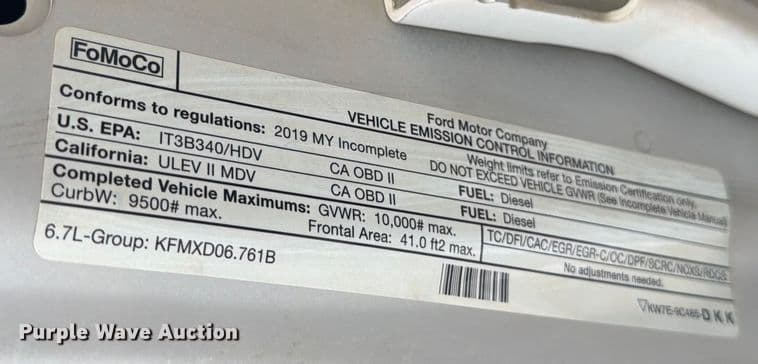 FoMoCo
Ford Motor Company
VEHICLE EMISSION CONTROL INFORMATION
Conforms to regulations: 2019 MY Incomplete
Weight limits refer to Emission Certification only.
DO NOT EXCEED VEHICLE GVWR (See Incomplete Vehicle Manual)
U.S. EPA: IT3B340/HDV CA OBD II FUEL: Diesel
California: ULEV II MDV CA OBD II FUEL: Diesel
Completed Vehicle Maximums: GVWR: 10,000# max.
CurbW: 9500# max. Frontal Area: 41.0 ft2 max.
TC/DFI/CAC/EGR/EGR-C/OC/DPF/SCRC/NOXS/RDQS
No adjustments needed.
6.7L-Group: KFMXD06.761B
KW7E-9C485-DKK
Purple Wave Auction